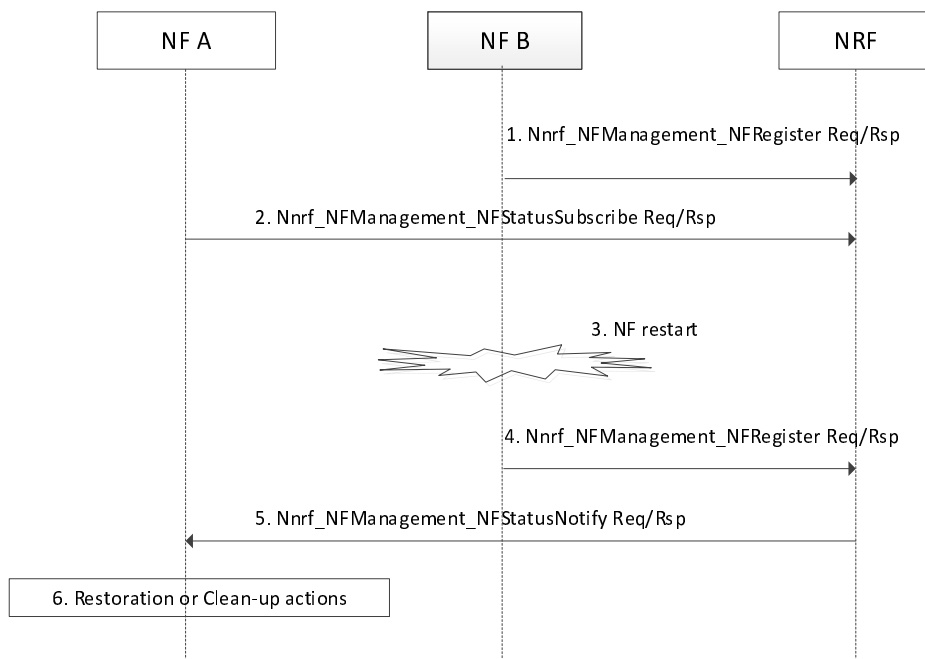 NF A
NF B
NRF
1. Nnrf_NFManagement_NFRegister Req/Rsp
2. Nnrf_NFManagement_NFStatusSubscribe Req/Rsp
3. NF restart
4. Nnrf_NFManagement_NFRegister Req/Rsp
5. Nnrf_NFManagement_NFStatusNotify Req/Rsp
6. Restoration or Clean-up actions